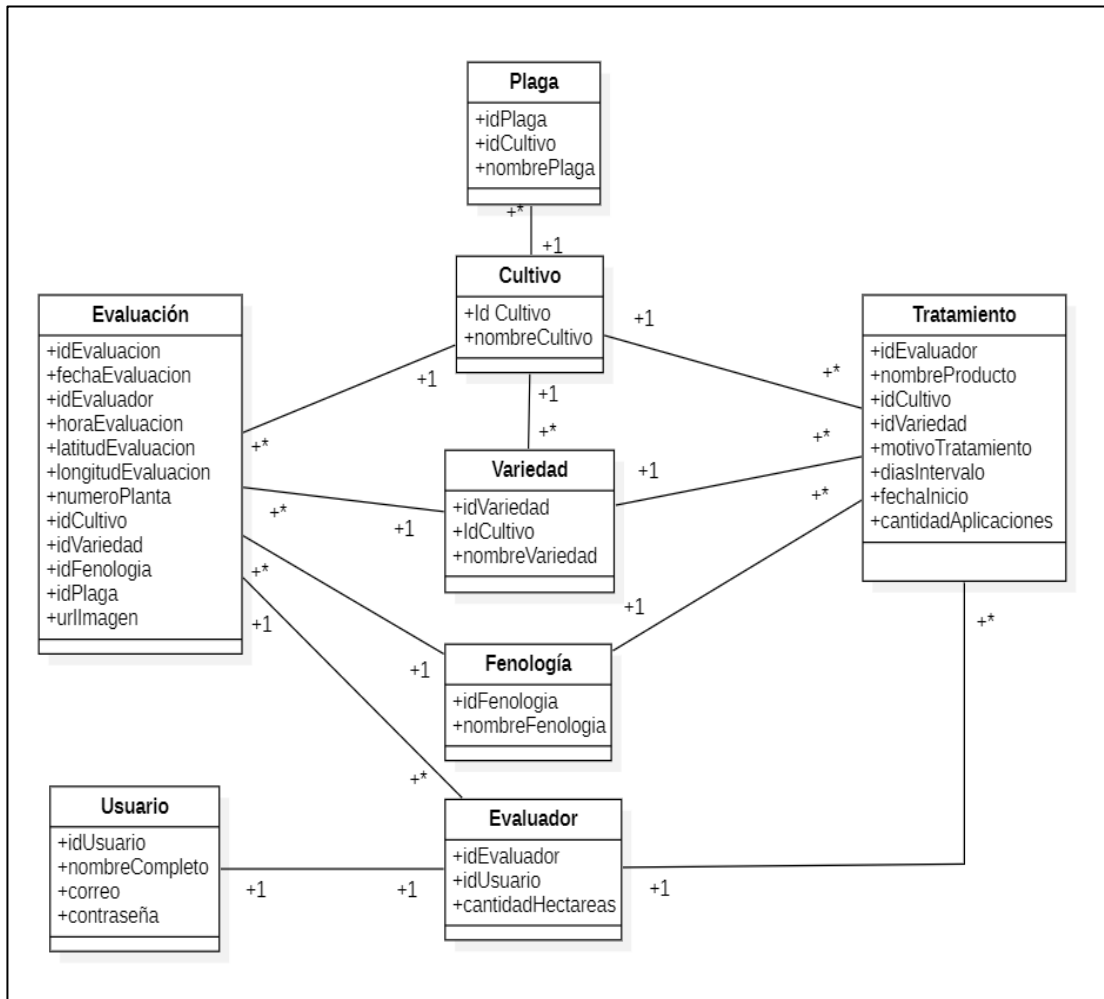 Plaga
+idPlaga
+idCultivo
+nombrePlaga
+*
+1
Cultivo
+Id Cultivo
+nombreCultivo
+1
+*
+1
+*
+1
+*
Evaluación
+idEvaluacion
+fechaEvaluacion
+idEvaluador
+horaEvaluacion
+latitudEvaluacion
+longitudEvaluacion
+numeroPlanta
+idCultivo
+idVariedad
+idFenologia
+idPlaga
+urlImagen
Tratamiento
+idEvaluador
+nombreProducto
+idCultivo
+idVariedad
+motivoTratamiento
+diasIntervalo
+fechaInicio
+cantidadAplicaciones
Variedad
+idVariedad
+IdCultivo
+nombreVariedad
+*
+1
+1
+*
+*
+1
+1
+*
Fenología
+idFenologia
+nombreFenologia
+1
+*
+*
Usuario
+idUsuario
+nombreCompleto
+correo
+contraseña
+1
+1
Evaluador
+idEvaluador
+idUsuario
+cantidadHectareas
+1